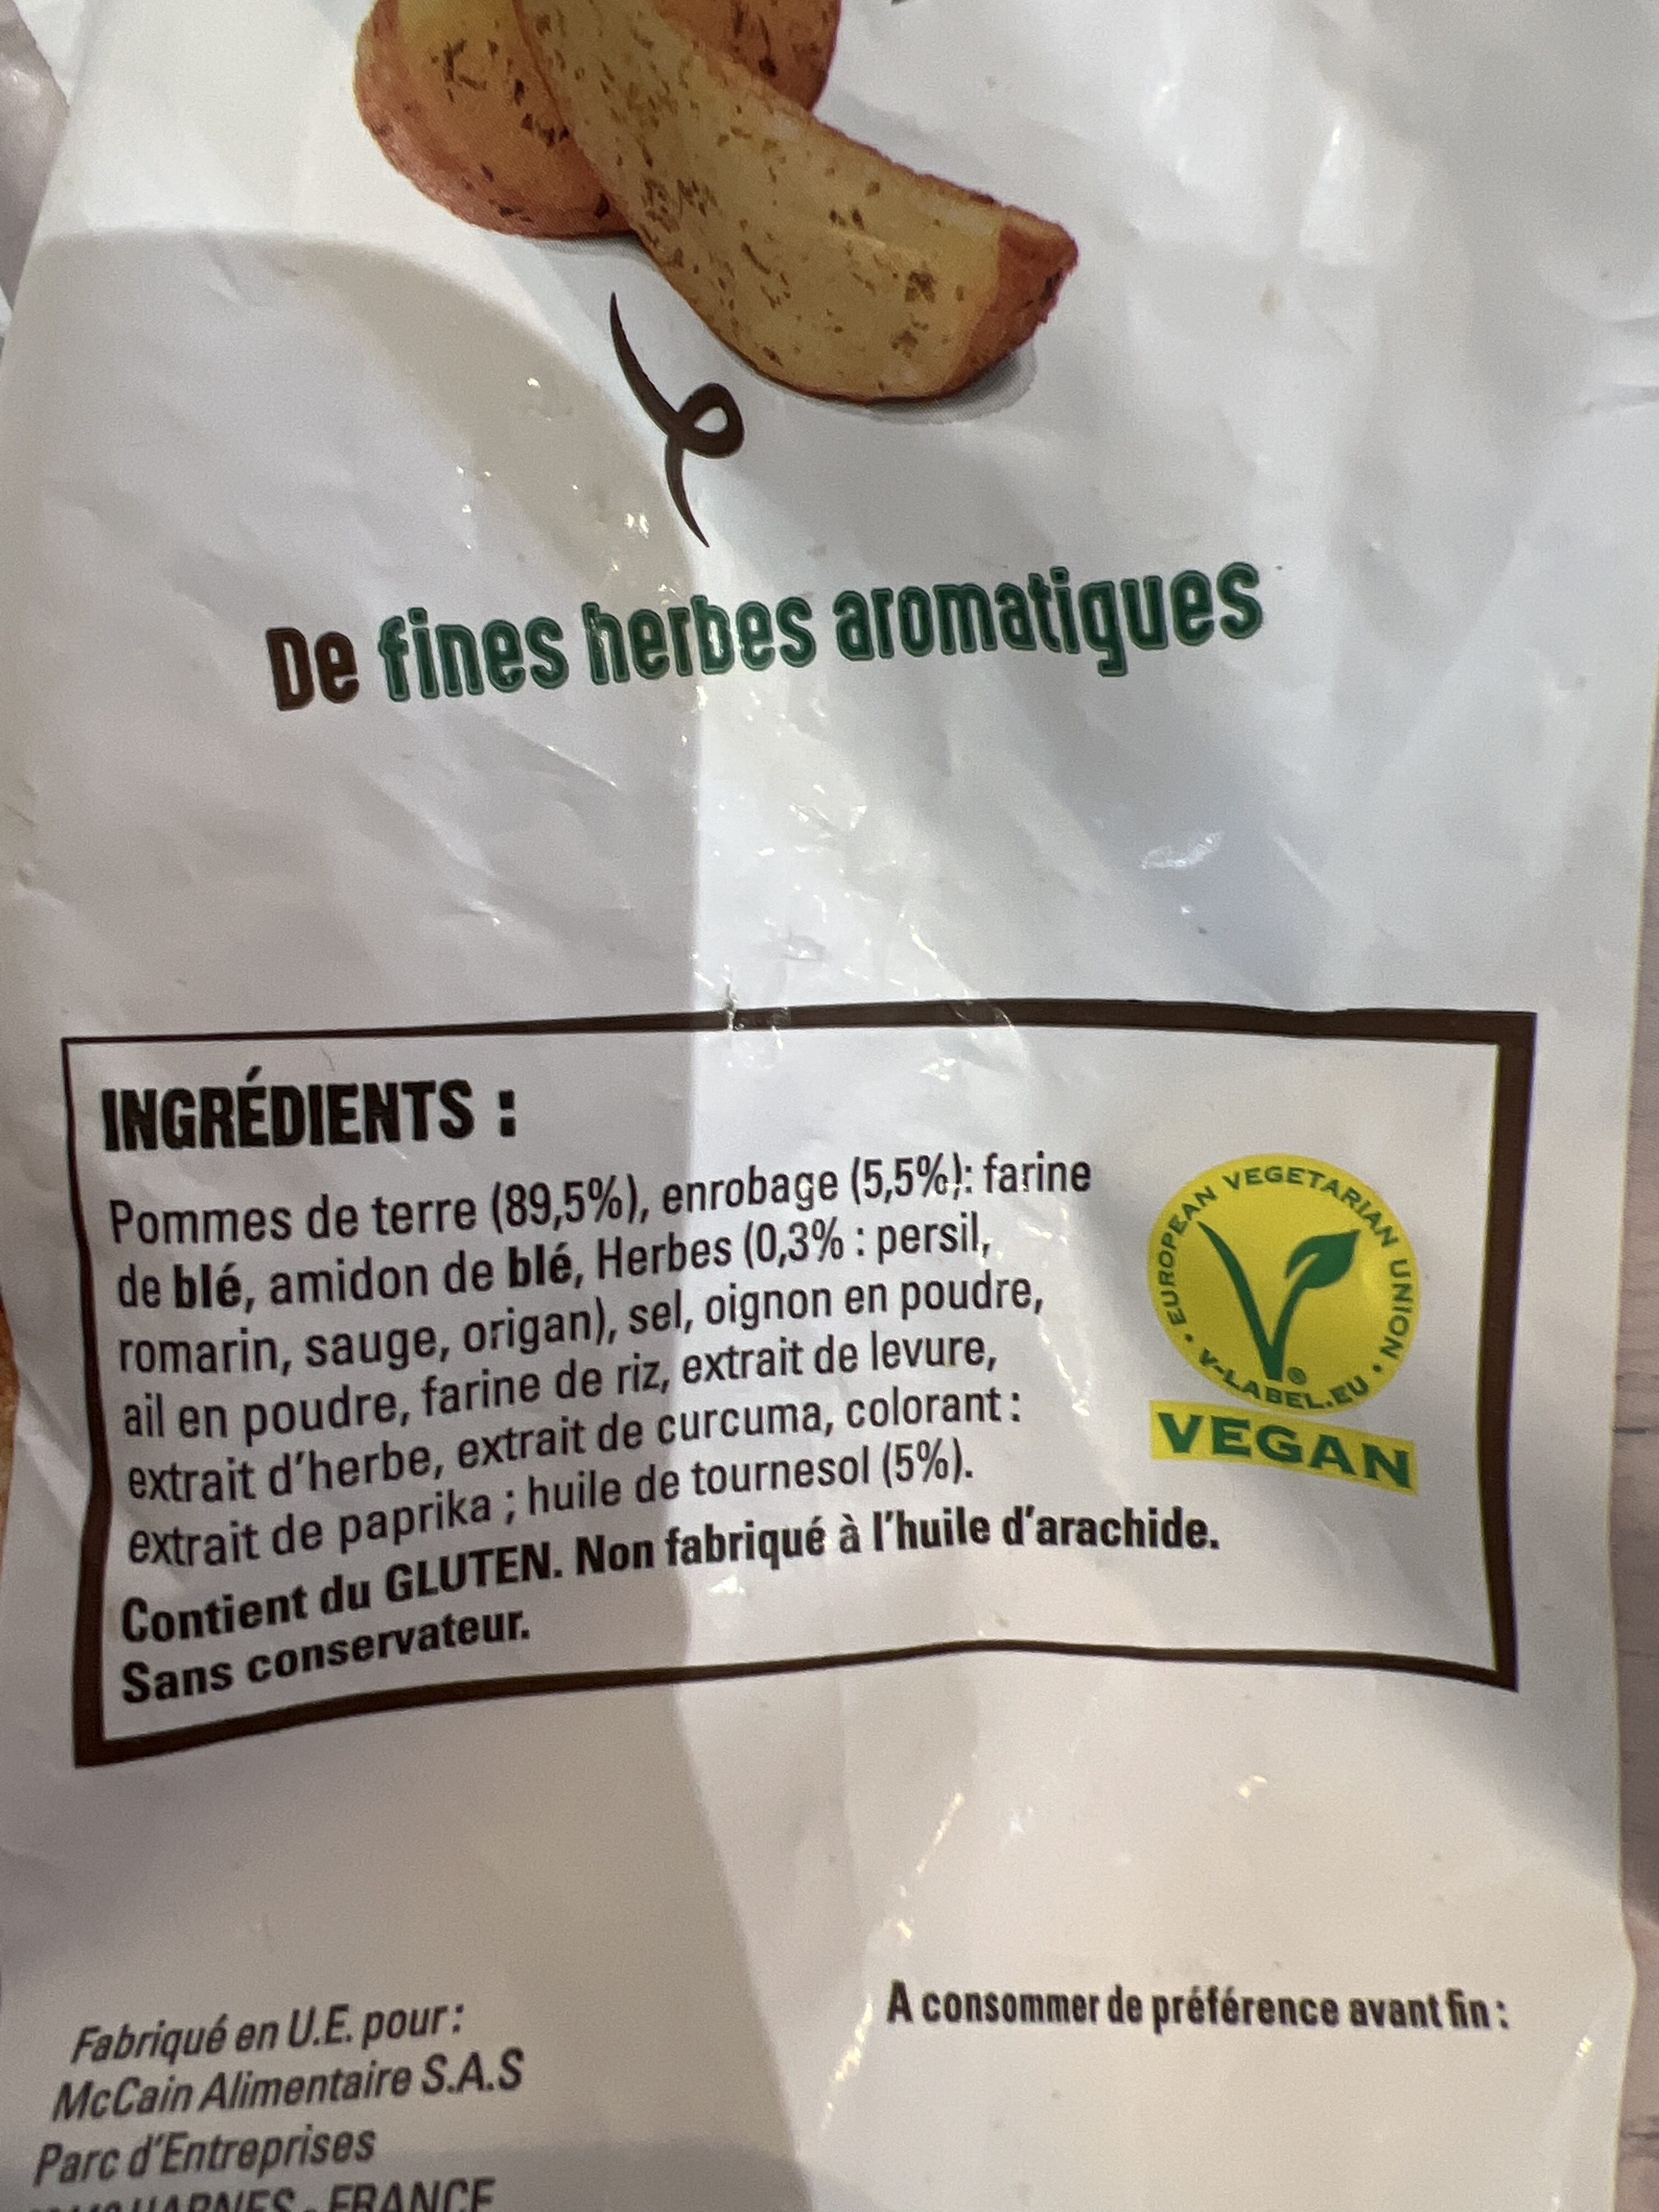 De fines herbes aromatiques
INGRÉDIENTS :
Pommes de terre (89,5%), enrobage (5,5%): farine
de blé, amidon de blé, Herbes (0,3% : persil,
romarin, sauge, origan), sel, oignon en poudre,
ail en poudre, farine de riz, extrait de levure,
extrait d'herbe, extrait de curcuma, colorant :
extrait de paprika ; huile de tournesol (5%).
Contient du GLUTEN. Non fabriqué à l'huile d'arachide.
Sans conservateur.
• EUROPEAN VEGETARIAN UNION •
V-LABEL.EU
®
VEGAN
A consommer de préférence avant fin :
Fabriqué en U.E. pour :
McCain Alimentaire S.A.S
Parc d'Entreprises
HARNES - FRANCE